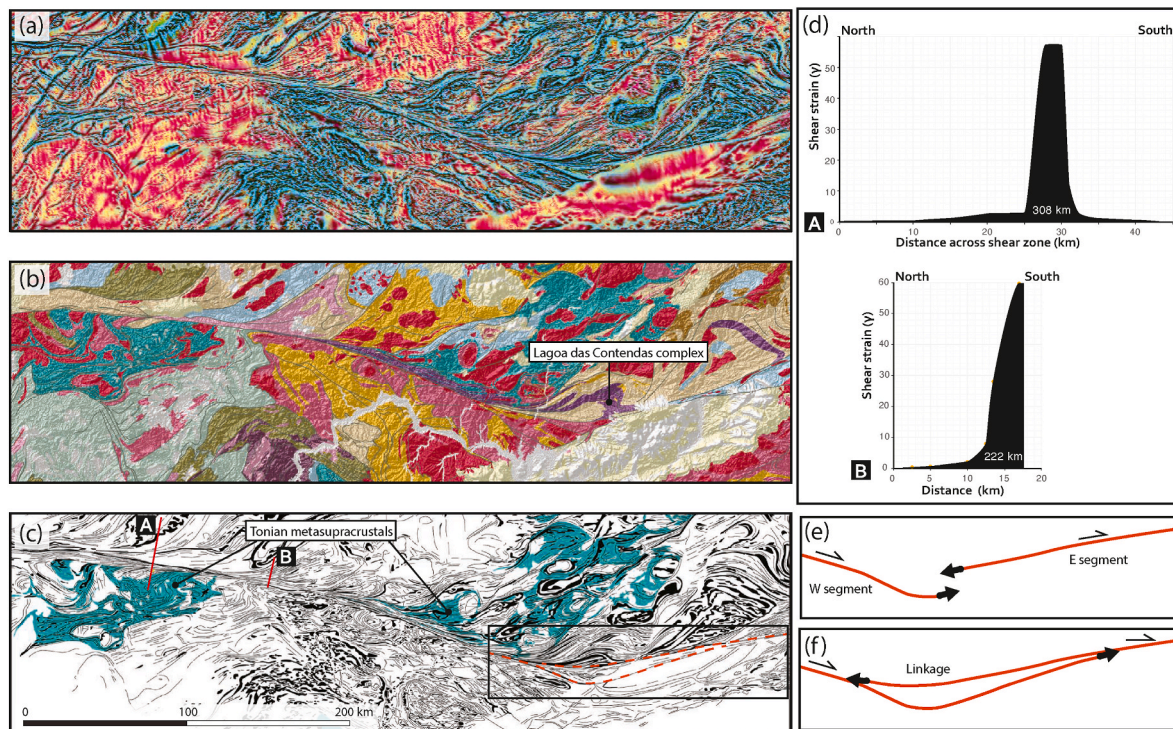 (a)
(b)
Lagoa das Contendas complex
(c)
A
Tonian metasupracrustals
B
0 100 200 km
(d)
North South
Shear strain (γ)
50
40
30
20
10
0
308 km
A
0 10 20 30 40
Distance across shear zone (km)
North South
Shear strain (γ)
60
50
40
30
20
10
0
222 km
B
0 5 10 15 20
Distance (km)
(e)
W segment
E segment
(f)
Linkage